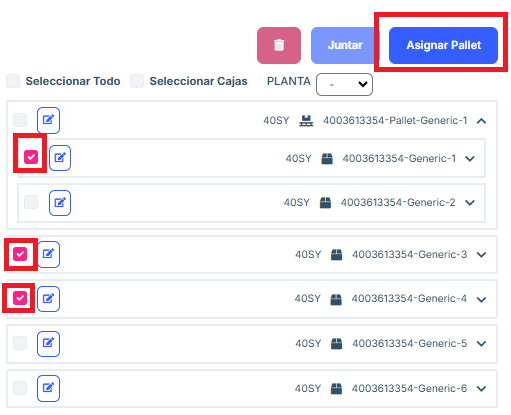 Juntar
Asignar Pallet
Seleccionar Todo
Seleccionar Cajas
PLANTA
-
40SY 4003613354-Pallet-Generic-1
40SY 4003613354-Generic-1
40SY 4003613354-Generic-2
40SY 4003613354-Generic-3
40SY 4003613354-Generic-4
40SY 4003613354-Generic-5
40SY 4003613354-Generic-6